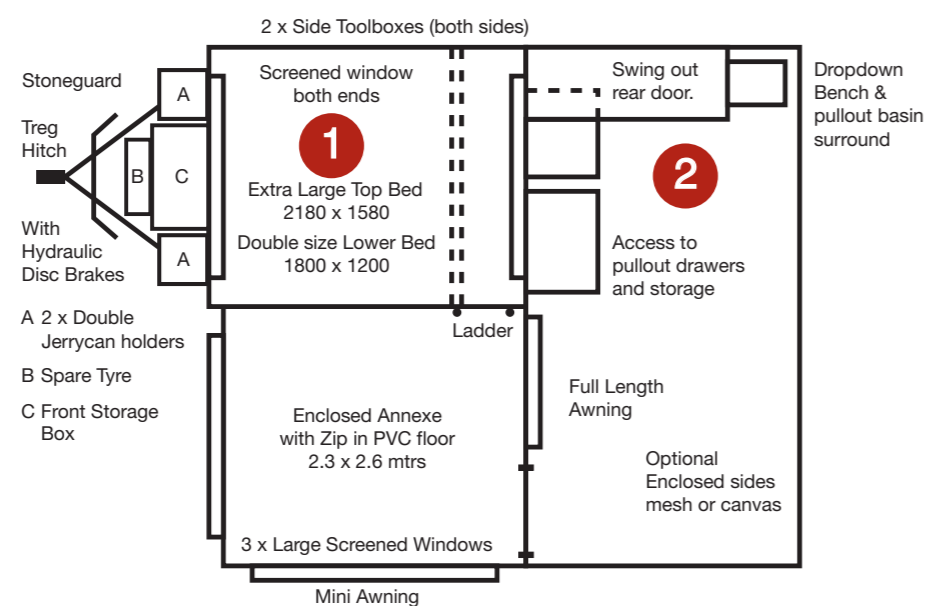 2 x Side Toolboxes (both sides)
Stoneguard
Treg
Hitch
With
Hydraulic
Disc Brakes
A
B
C
A
A 2 x Double
Jerrycan holders
B Spare Tyre
C Front Storage
Box
Screened window
both ends
1
Extra Large Top Bed
2180 x 1580
Double size Lower Bed
1800 x 1200
Ladder
Swing out
rear door.
2
Access to
pullout drawers
and storage
Dropdown
Bench &
pullout basin
surround
Enclosed Annexe
with Zip in PVC floor
2.3 x 2.6 mtrs
3 x Large Screened Windows
Mini Awning
Full Length
Awning
Optional
Enclosed sides
mesh or canvas